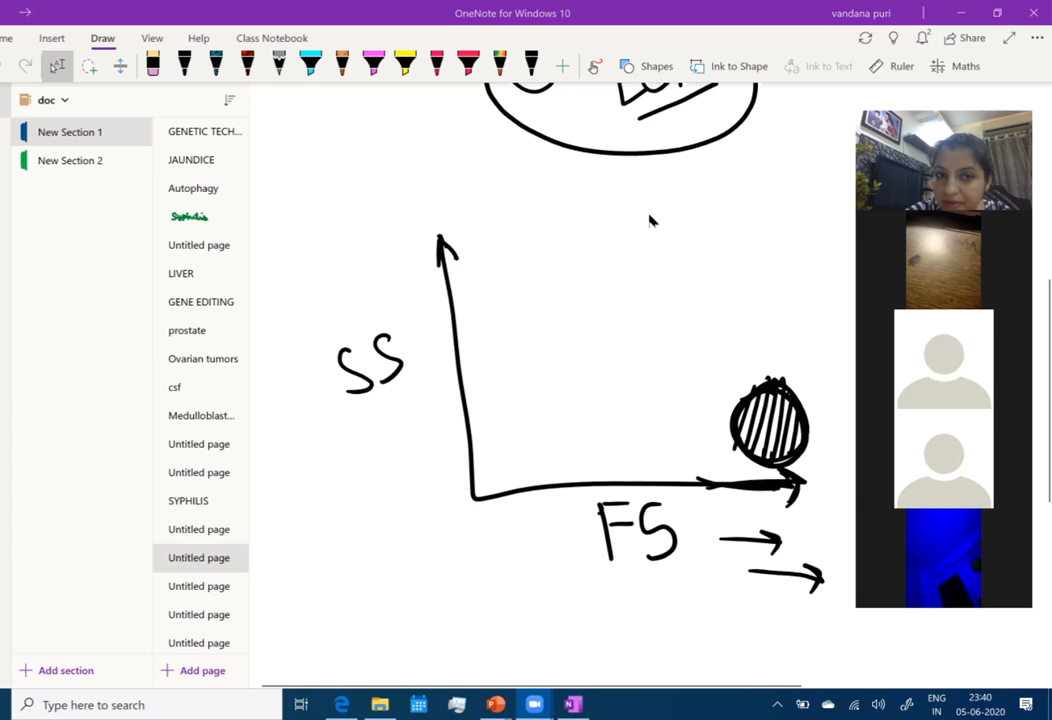 OneNote for Windows 10
vandana puri
me Insert Draw View Help Class Notebook
Share
Shapes Ink to Shape Ink to Text Ruler Maths
doc
New Section 1
New Section 2
GENETIC TECH...
JAUNDICE
Autophagy
Syphilis
Untitled page
LIVER
GENE EDITING
prostate
Ovarian tumors
csf
Medulloblast...
Untitled page
Untitled page
SYPHILIS
Untitled page
Untitled page
Untitled page
Untitled page
Untitled page
Add section
Add page
SS
FS
Type here to search
ENG
IN
23:40
05-06-2020